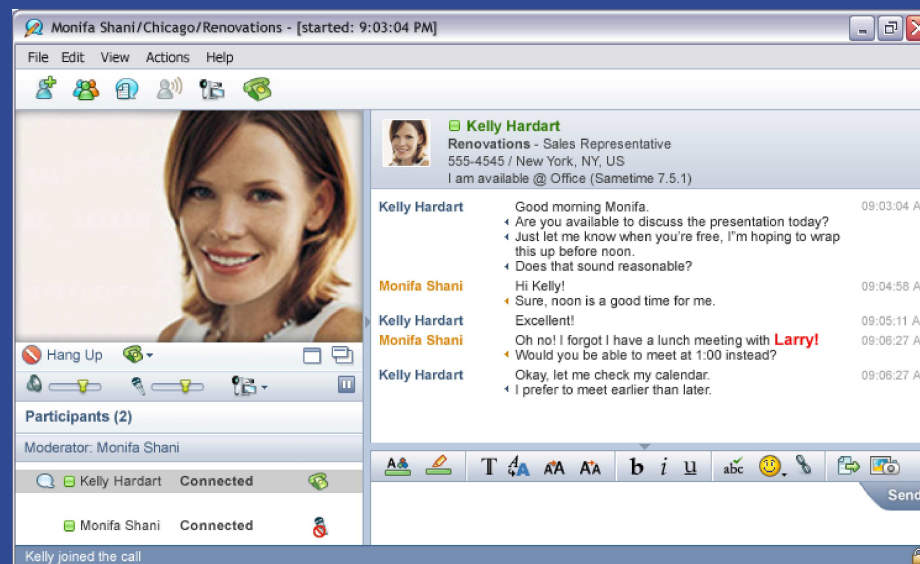 Monifa Shani/Chicago/Renovations - [started: 9:03:04 PM]
File Edit View Actions Help
Kelly Hardart
Renovations - Sales Representative
555-4545 / New York, NY, US
I am available @ Office (Sametime 7.5.1)
Kelly Hardart Good morning Monifa. 09:03:04 A
Are you available to discuss the presentation today?
Just let me know when you're free, I"m hoping to wrap
this up before noon.
Does that sound reasonable?
Monifa Shani Hi Kelly! 09:04:58 A
Sure, noon is a good time for me.
Kelly Hardart Excellent! 09:05:11 A
Monifa Shani Oh no! I forgot I have a lunch meeting with Larry! 09:06:27 A
Would you be able to meet at 1:00 instead?
Kelly Hardart Okay, let me check my calendar. 09:06:27 A
I prefer to meet earlier than later.
Hang Up
Participants (2)
Moderator: Monifa Shani
Kelly Hardart Connected
Monifa Shani Connected
Kelly joined the call
A& T AA AA AA b i u abc
Send